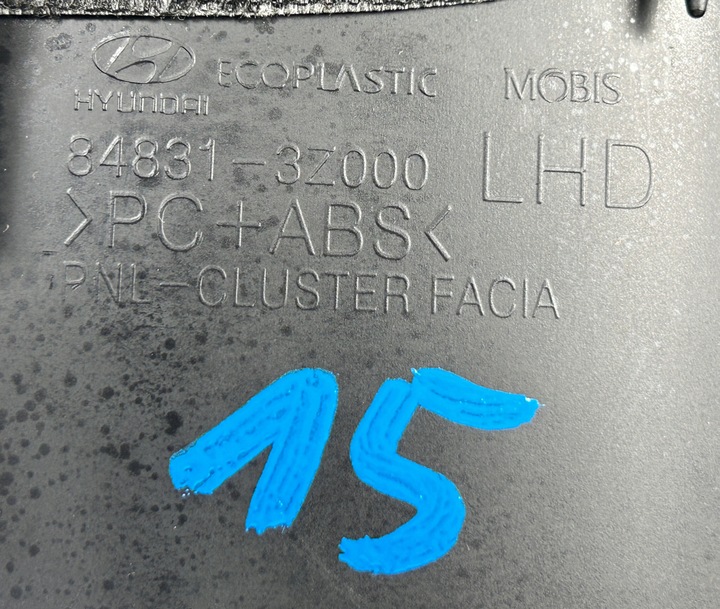 ECOPLASTIC MOBIS
HYUNDAI
84831-3Z000 LHD
>PC+ABS<
PNL-CLUSTER FACIA
15